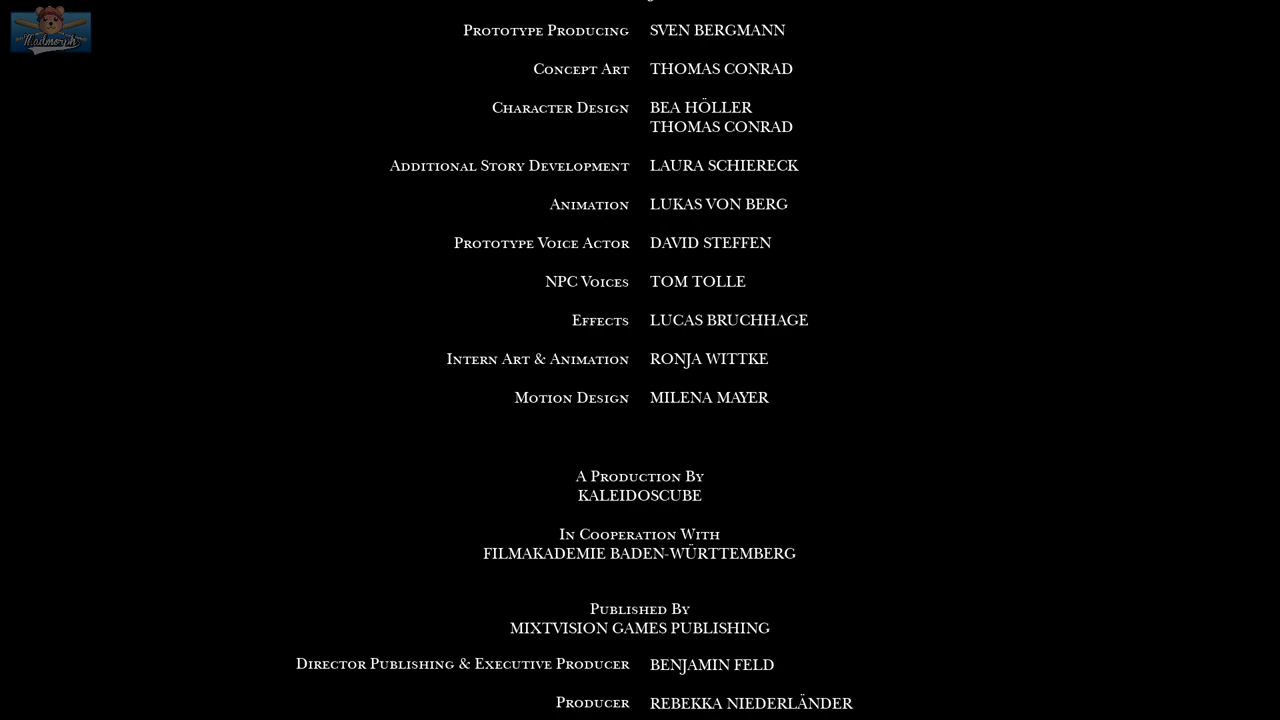 Madmorph
Prototype Producing SVEN BERGMANN
Concept Art THOMAS CONRAD
Character Design BEA HÖLLER
THOMAS CONRAD
Additional Story Development LAURA SCHIERECK
Animation LUKAS VON BERG
Prototype Voice Actor DAVID STEFFEN
NPC Voices TOM TOLLE
Effects LUCAS BRUCHHAGE
Intern Art & Animation RONJA WITTKE
Motion Design MILENA MAYER
A Production By
KALEIDOSCUBE
In Cooperation With
FILMAKADEMIE BADEN-WÜRTTEMBERG
Published By
MIXTVISION GAMES PUBLISHING
Director Publishing & Executive Producer BENJAMIN FELD
Producer REBEKKA NIEDERLÄNDER